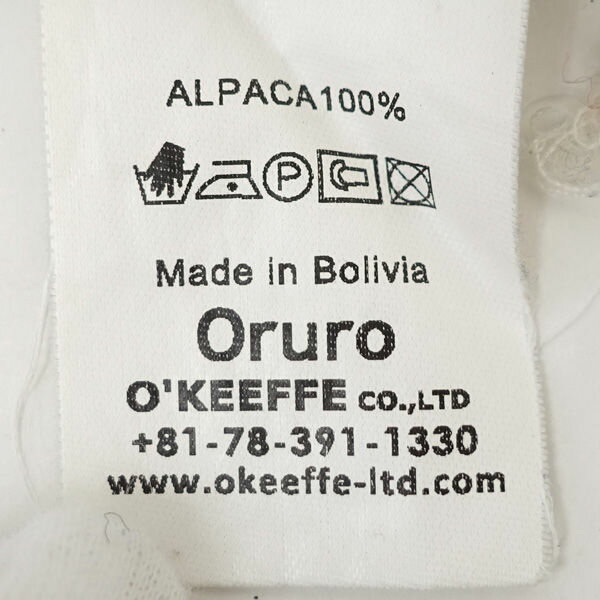 ALPACA100%
P
Made in Bolivia
Oruro
O'KEEFFE CO.,LTD
+81-78-391-1330
www.okeeffe-ltd.com